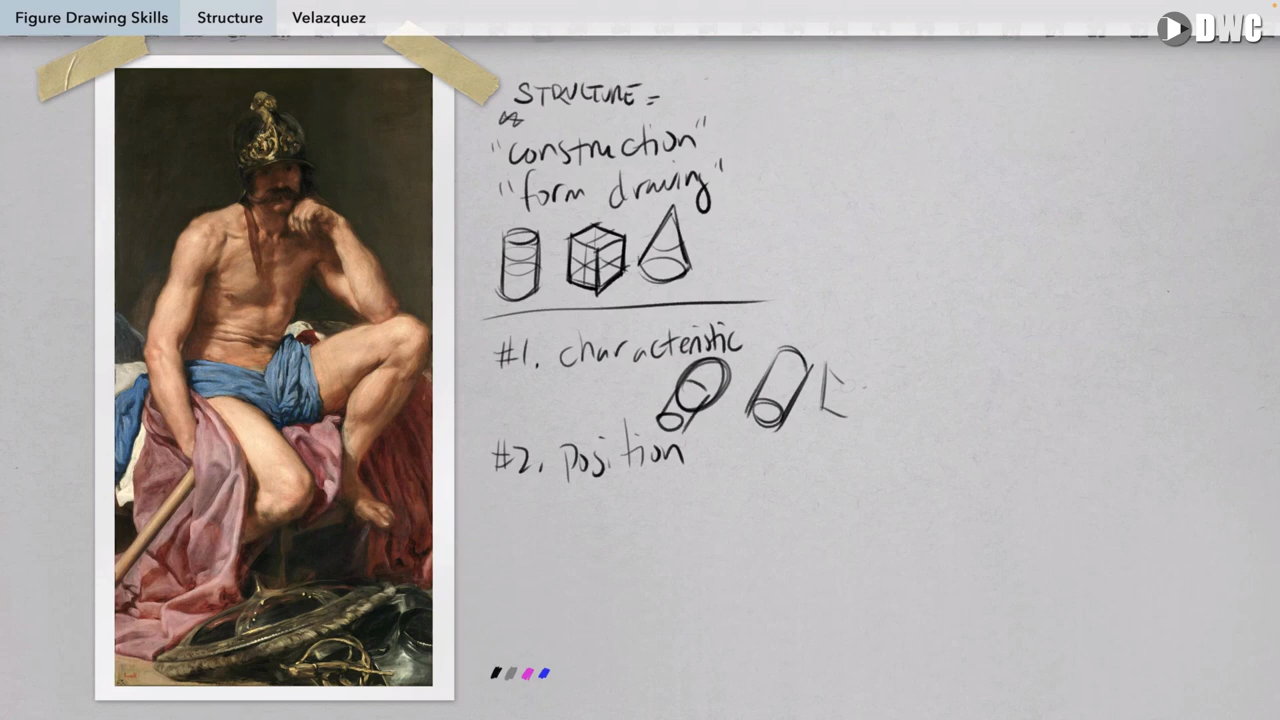 Figure Drawing Skills Structure Velazquez
DWC
STRUCTURE =
"construction"
"form drawing"
#1. characteristic
#2. position